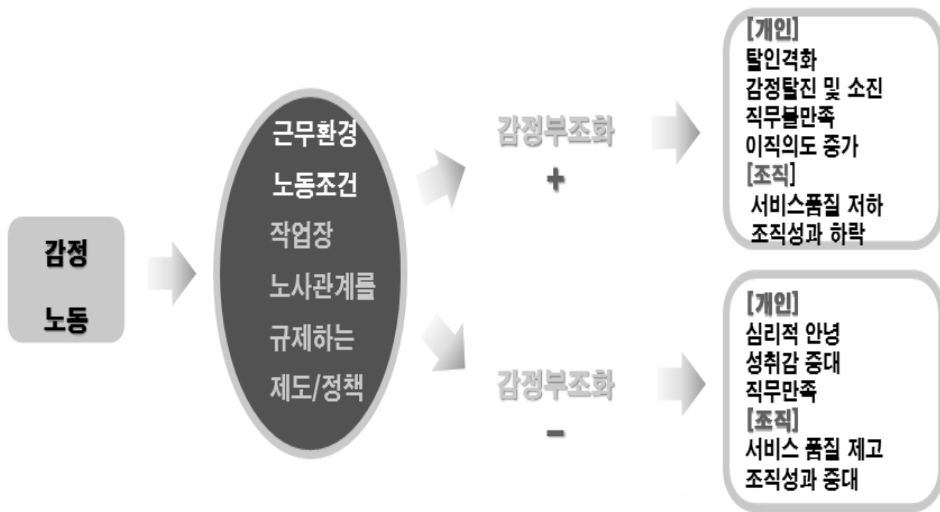 감정
노동
근무환경
노동조건
작업장
노사관계를
규제하는
제도/정책
감정부조화
+
[개인]
탈인격화
감정탈진 및 소진
직무불만족
이직의도 증가
[조직]
서비스품질 저하
조직성과 하락
감정부조화
-
[개인]
심리적 안녕
성취감 증대
직무만족
[조직]
서비스 품질 제고
조직성과 증대